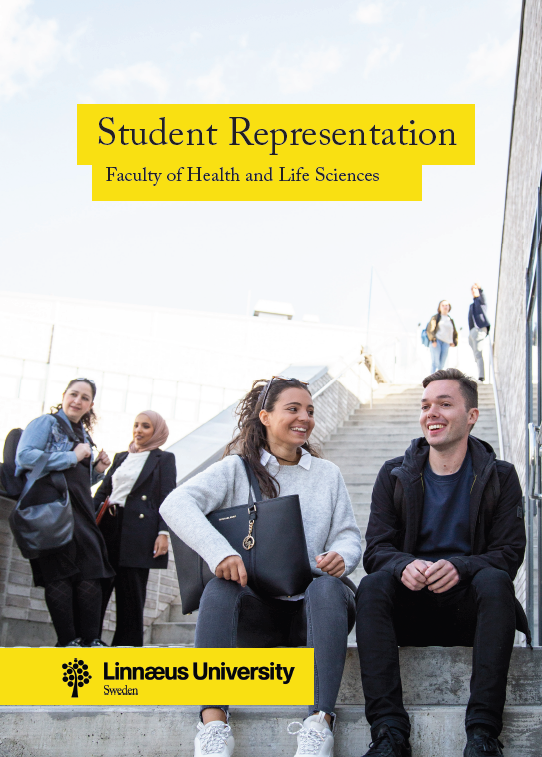 Student Representation
Faculty of Health and Life Sciences
Linnæus University
Sweden